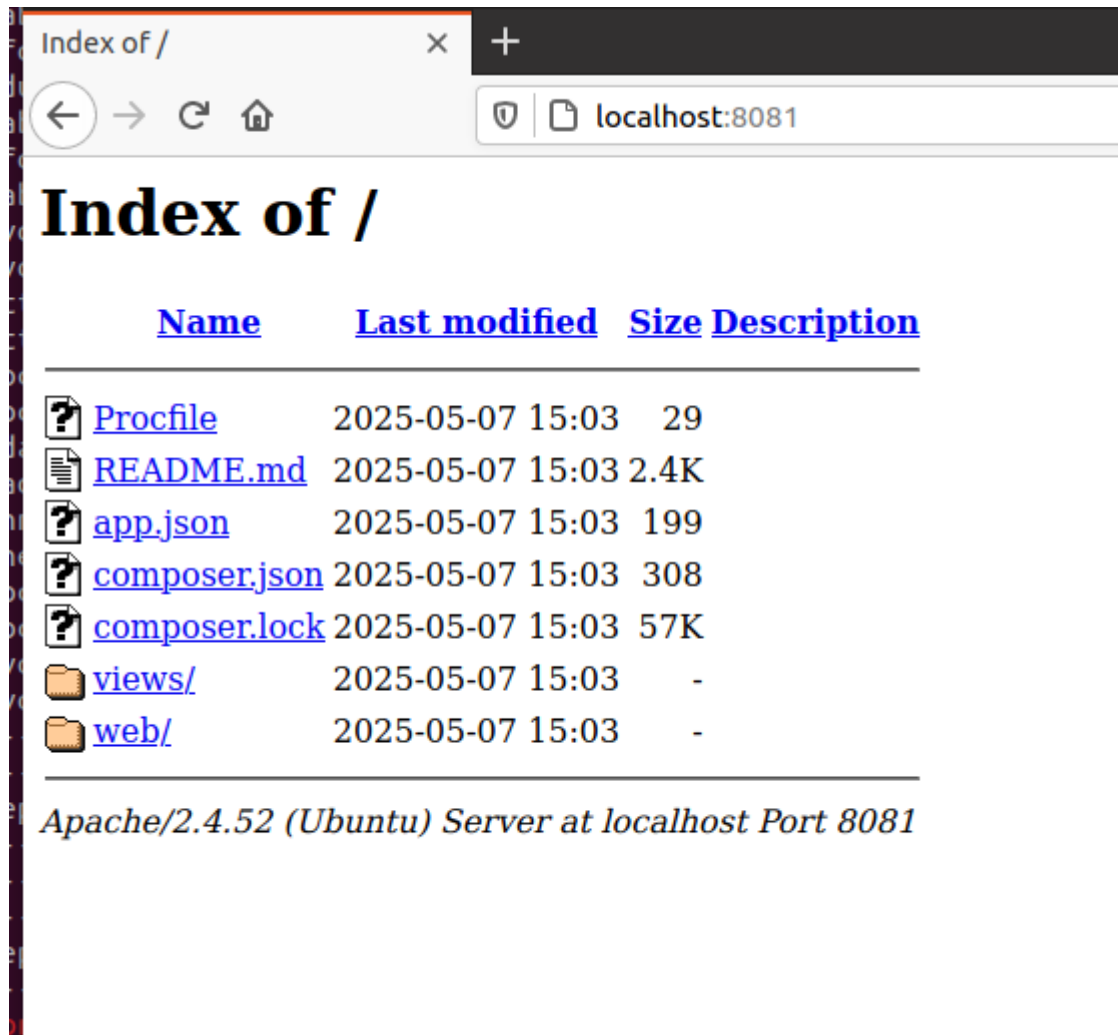 Index of /
localhost:8081
Index of /
Name Last modified Size Description
Procfile 2025-05-07 15:03 29
README.md 2025-05-07 15:03 2.4K
app.json 2025-05-07 15:03 199
composer.json 2025-05-07 15:03 308
composer.lock 2025-05-07 15:03 57K
views/ 2025-05-07 15:03 -
web/ 2025-05-07 15:03 -
Apache/2.4.52 (Ubuntu) Server at localhost Port 8081